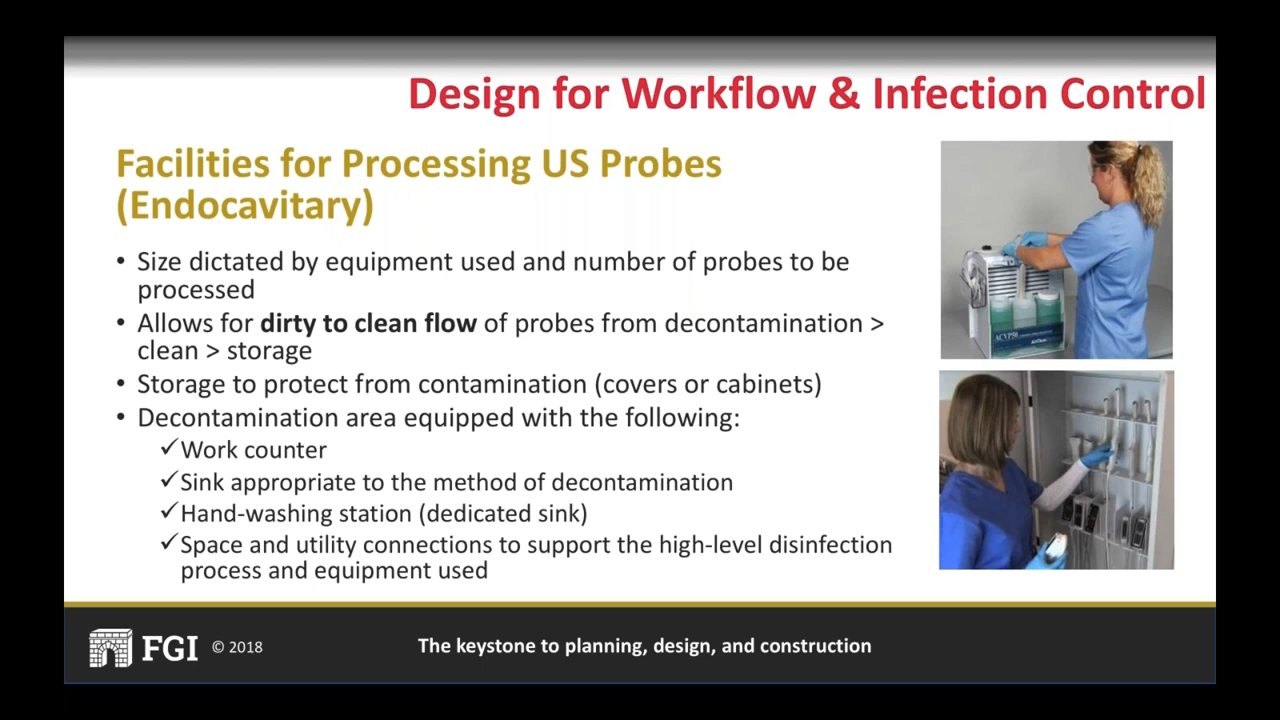 Design for Workflow & Infection Control
Facilities for Processing US Probes
(Endocavitary)
• Size dictated by equipment used and number of probes to be
processed
• Allows for dirty to clean flow of probes from decontamination >
clean > storage
• Storage to protect from contamination (covers or cabinets)
• Decontamination area equipped with the following:
✓Work counter
✓Sink appropriate to the method of decontamination
✓Hand-washing station (dedicated sink)
✓Space and utility connections to support the high-level disinfection
process and equipment used
ACVP50
FGI © 2018
The keystone to planning, design, and construction